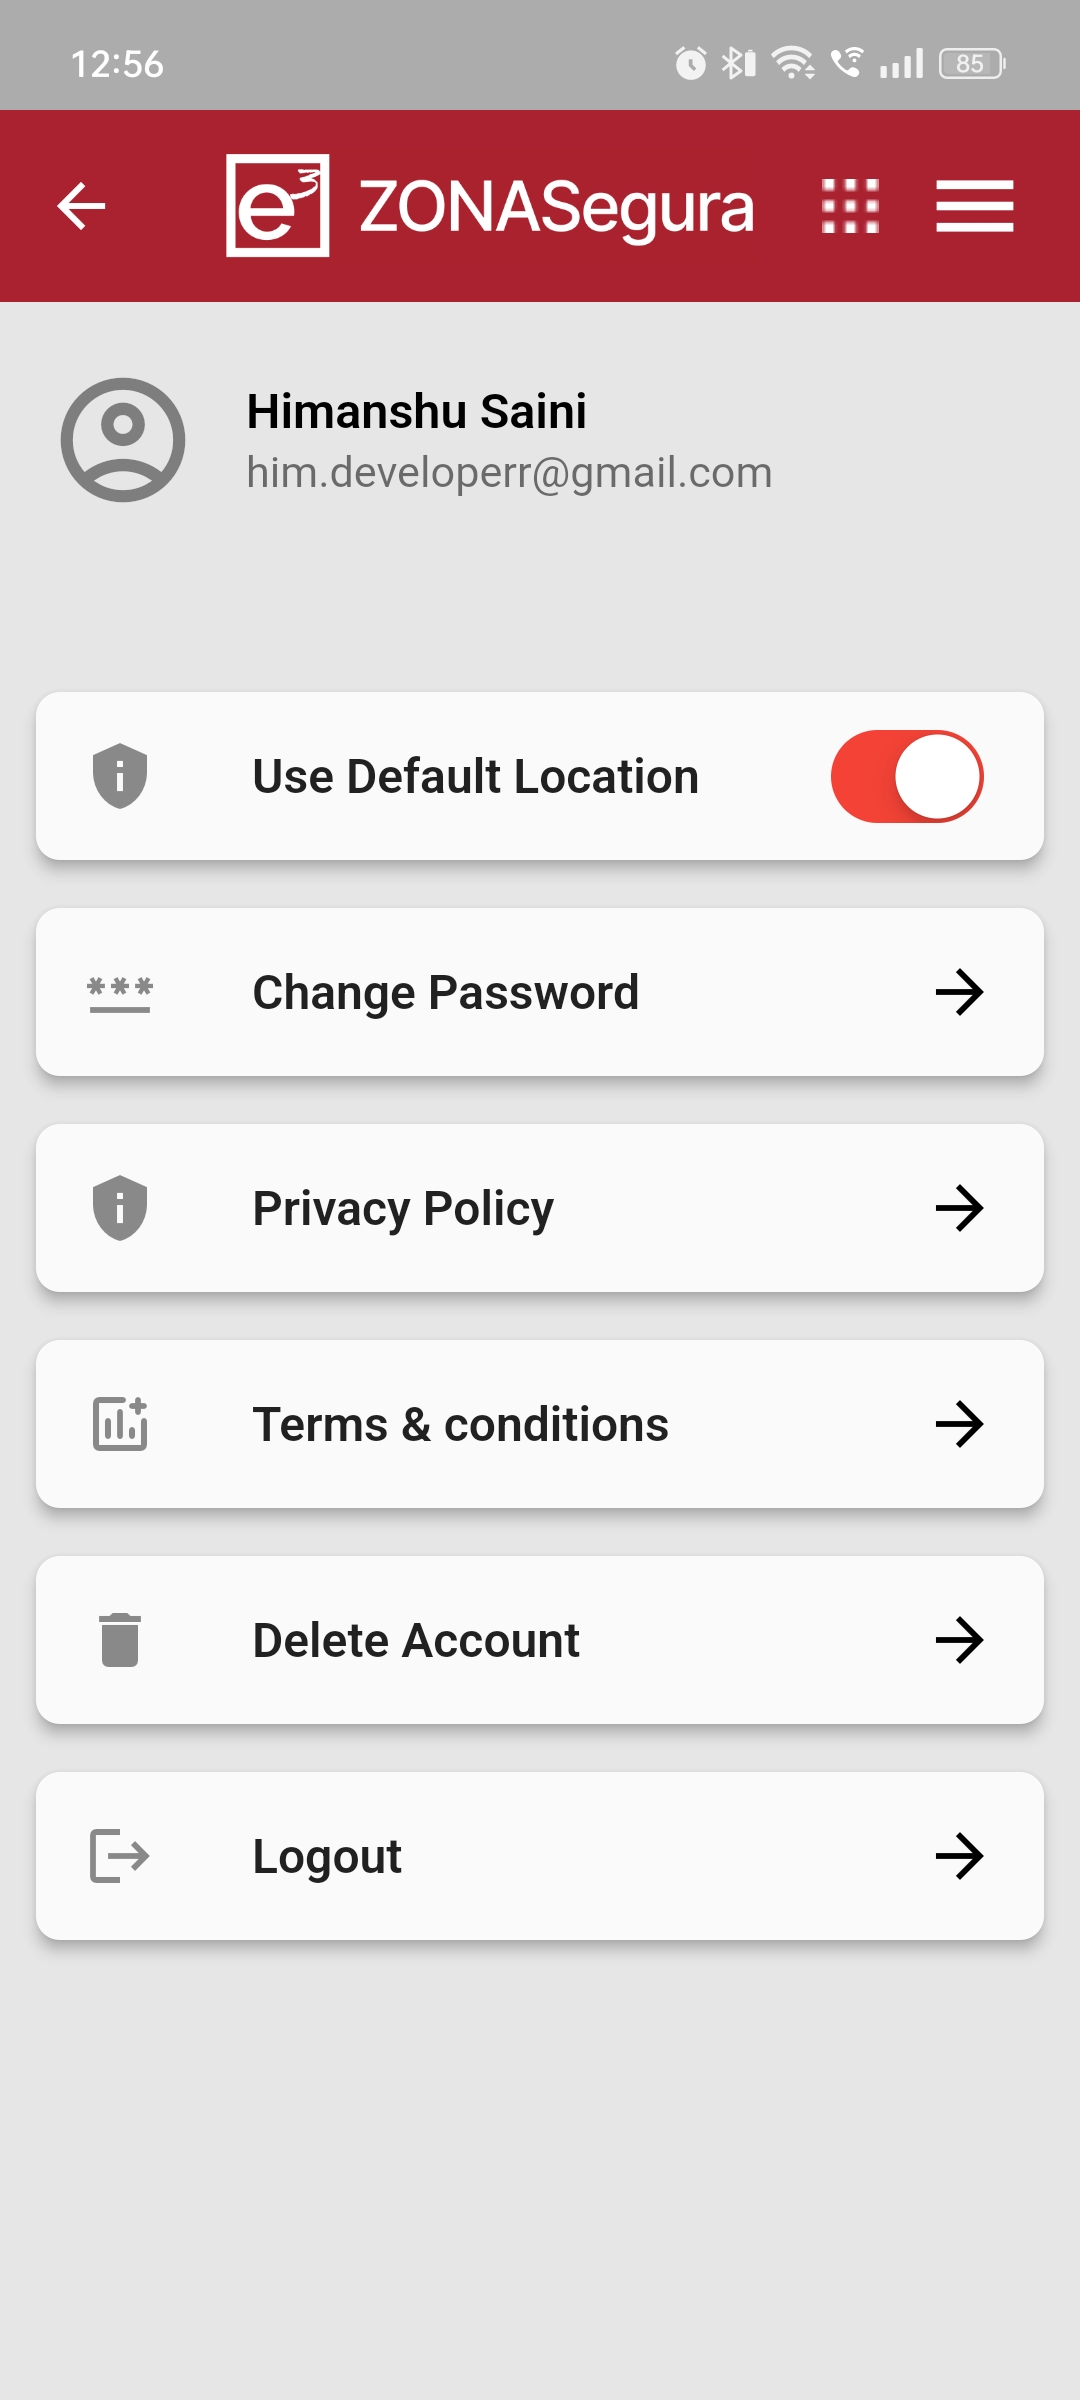 12:56
85
e3 ZONASegura
Himanshu Saini
him.developerr@gmail.com
Use Default Location
Change Password
Privacy Policy
Terms & conditions
Delete Account
Logout